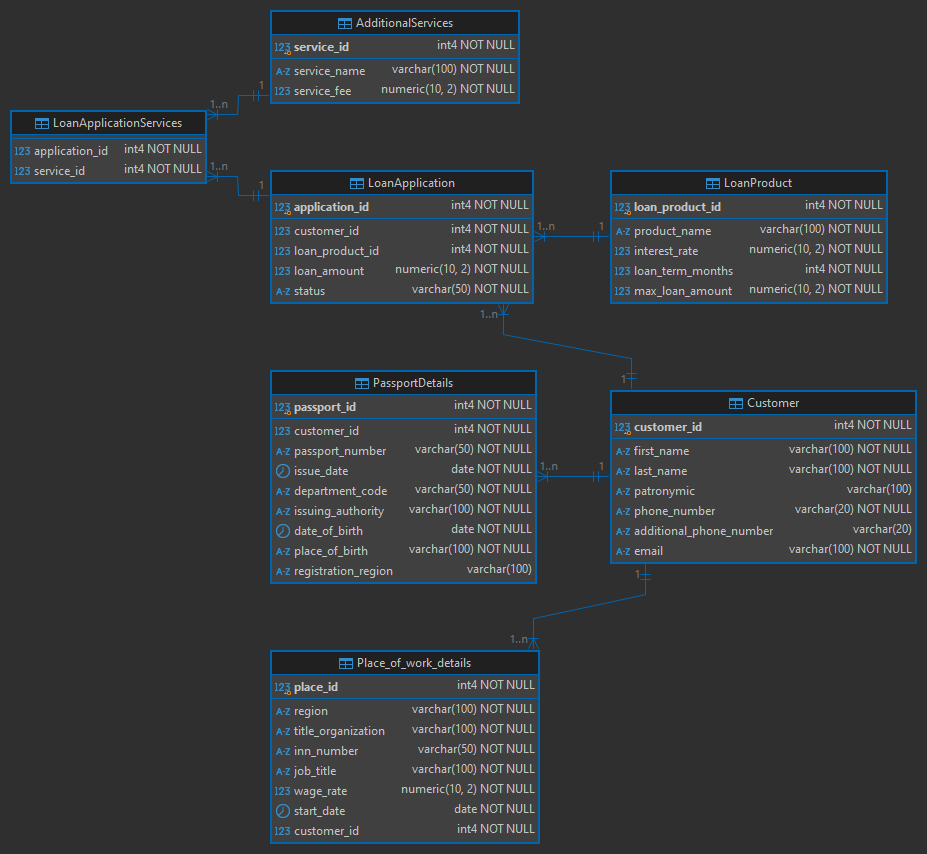 AdditionalServices
123 service_id int4 NOT NULL
A-Z service_name varchar(100) NOT NULL
123 service_fee numeric(10, 2) NOT NULL
1
1..n
LoanApplicationServices
123 application_id int4 NOT NULL
123 service_id int4 NOT NULL
1..n
1
LoanApplication
123 application_id int4 NOT NULL
123 customer_id int4 NOT NULL
123 loan_product_id int4 NOT NULL
123 loan_amount numeric(10, 2) NOT NULL
A-Z status varchar(50) NOT NULL
1..n
1
LoanProduct
123 loan_product_id int4 NOT NULL
A-Z product_name varchar(100) NOT NULL
123 interest_rate numeric(10, 2) NOT NULL
123 loan_term_months int4 NOT NULL
123 max_loan_amount numeric(10, 2) NOT NULL
1..n
1
PassportDetails
123 passport_id int4 NOT NULL
123 customer_id int4 NOT NULL
A-Z passport_number varchar(50) NOT NULL
issue_date date NOT NULL
A-Z department_code varchar(50) NOT NULL
A-Z issuing_authority varchar(100) NOT NULL
date_of_birth date NOT NULL
A-Z place_of_birth varchar(100) NOT NULL
A-Z registration_region varchar(100)
1..n
1
Customer
123 customer_id int4 NOT NULL
A-Z first_name varchar(100) NOT NULL
A-Z last_name varchar(100) NOT NULL
A-Z patronymic varchar(100)
A-Z phone_number varchar(20) NOT NULL
A-Z additional_phone_number varchar(20)
A-Z email varchar(100) NOT NULL
1
1..n
Place_of_work_details
123 place_id int4 NOT NULL
A-Z region varchar(100) NOT NULL
A-Z title_organization varchar(100) NOT NULL
A-Z inn_number varchar(50) NOT NULL
A-Z job_title varchar(100) NOT NULL
123 wage_rate numeric(10, 2) NOT NULL
start_date date NOT NULL
123 customer_id int4 NOT NULL